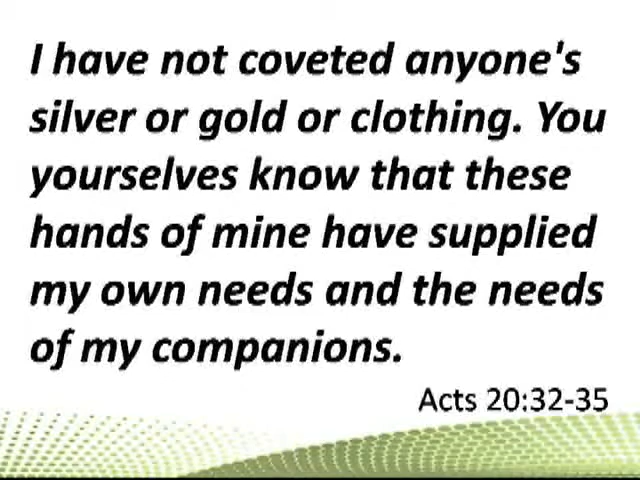 I have not coveted anyone's
silver or gold or clothing. You
yourselves know that these
hands of mine have supplied
my own needs and the needs
of my companions.
Acts 20:32-35